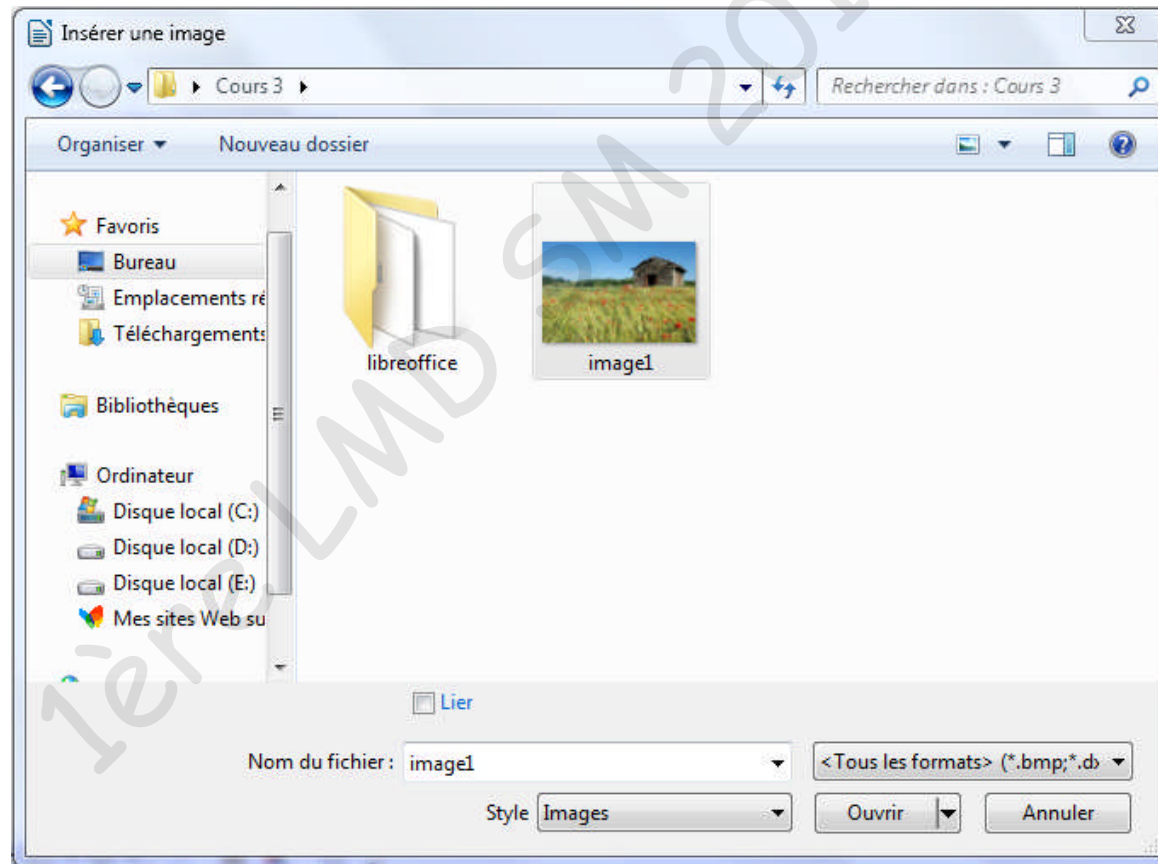 Insérer une image
Cours 3
Rechercher dans : Cours 3
Organiser
Nouveau dossier
Favoris
Bureau
Emplacements ré
Téléchargements
Bibliothèques
Ordinateur
Disque local (C:)
Disque local (D:)
Disque local (E:)
Mes sites Web su
libreoffice
image1
Lier
Nom du fichier : image1
<Tous les formats> (*.bmp;*.dx
Style Images
Ouvrir
Annuler
1ère LMD SM 201